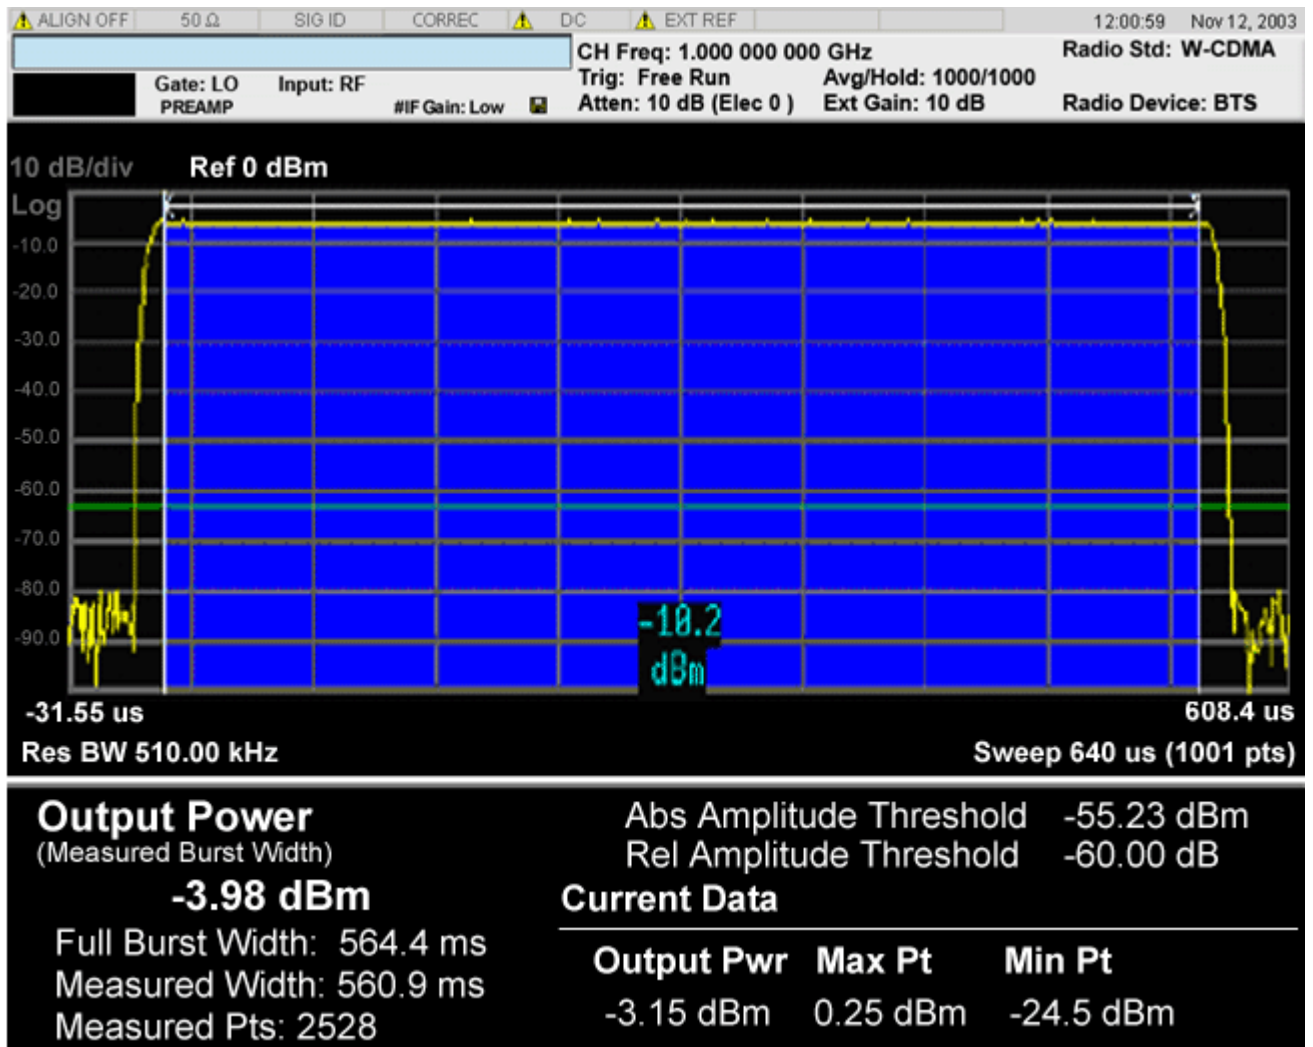 ALIGN OFF 50 Ω SIG ID CORREC DC EXT REF 12:00:59 Nov 12, 2003
CH Freq: 1.000 000 000 GHz Radio Std: W-CDMA
Gate: LO Input: RF Trig: Free Run Avg/Hold: 1000/1000
PREAMP #IF Gain: Low Atten: 10 dB (Elec 0 ) Ext Gain: 10 dB Radio Device: BTS
10 dB/div Ref 0 dBm
Log
-10.0
-20.0
-30.0
-40.0
-50.0
-60.0
-70.0
-80.0
-90.0
-10.2
dBm
-31.55 us 608.4 us
Res BW 510.00 kHz Sweep 640 us (1001 pts)
Output Power Abs Amplitude Threshold -55.23 dBm
(Measured Burst Width) Rel Amplitude Threshold -60.00 dB
-3.98 dBm Current Data
Full Burst Width: 564.4 ms
Measured Width: 560.9 ms Output Pwr Max Pt Min Pt
Measured Pts: 2528 -3.15 dBm 0.25 dBm -24.5 dBm